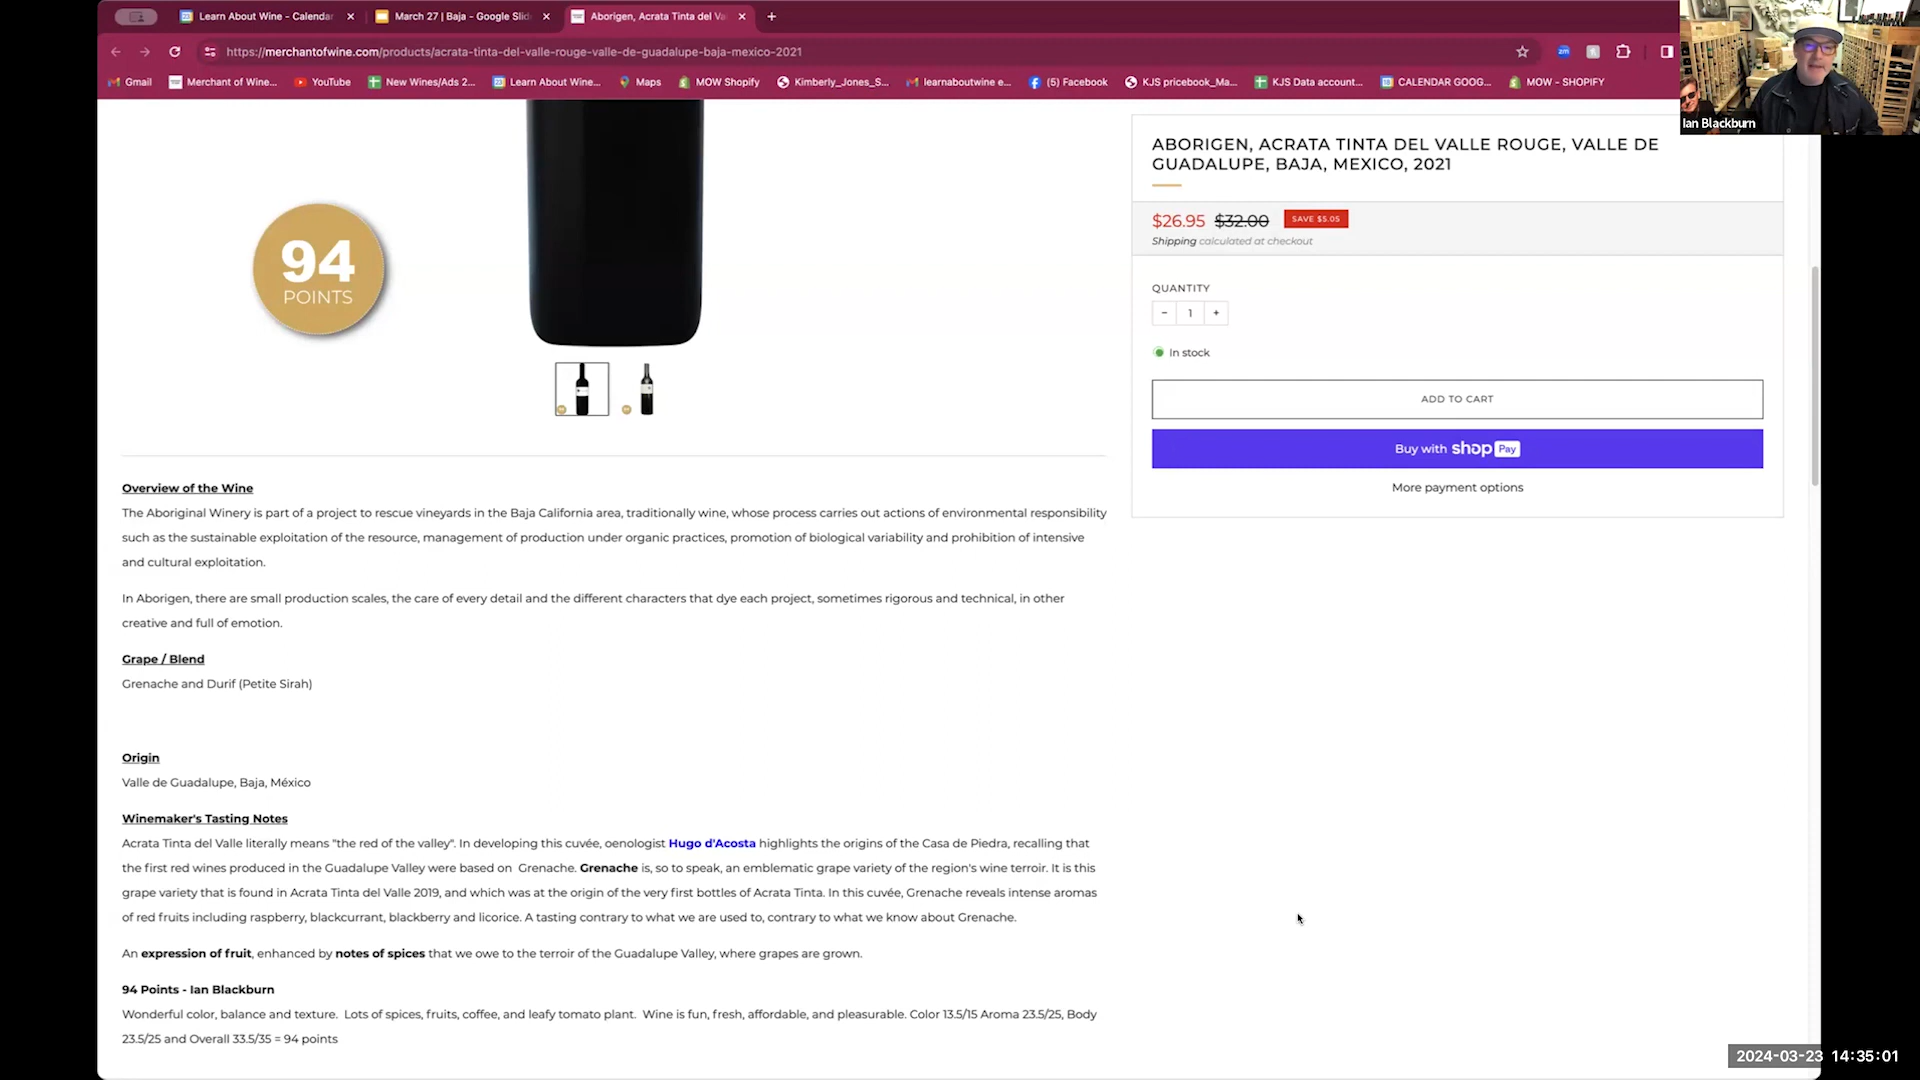 Learn About Wine - Calendar
March 27 | Baja - Google Slid
Aborigen, Acrata Tinta del Va
https://merchantofwine.com/products/acrata-tinta-del-valle-rouge-valle-de-guadalupe-baja-mexico-2021
Gmail
Merchant of Wine...
YouTube
New Wines/Ads 2...
Learn About Wine...
Maps
MOW Shopify
Kimberly_Jones_S...
learnaboutwine e...
(5) Facebook
KJS pricebook_Ma...
KJS Data account...
CALENDAR GOOG...
MOW - SHOPIFY
Ian Blackburn
94
POINTS
ABORIGEN, ACRATA TINTA DEL VALLE ROUGE, VALLE DE
GUADALUPE, BAJA, MEXICO, 2021
$26.95 $32.00 SAVE $5.05
Shipping calculated at checkout
QUANTITY
- 1 +
In stock
ADD TO CART
Buy with shop Pay
More payment options
Overview of the Wine
The Aboriginal Winery is part of a project to rescue vineyards in the Baja California area, traditionally wine, whose process carries out actions of environmental responsibility
such as the sustainable exploitation of the resource, management of production under organic practices, promotion of biological variability and prohibition of intensive
and cultural exploitation.
In Aborigen, there are small production scales, the care of every detail and the different characters that dye each project, sometimes rigorous and technical, in other
creative and full of emotion.
Grape / Blend
Grenache and Durif (Petite Sirah)
Origin
Valle de Guadalupe, Baja, México
Winemaker's Tasting Notes
Acrata Tinta del Valle literally means "the red of the valley". In developing this cuvée, oenologist Hugo d'Acosta highlights the origins of the Casa de Piedra, recalling that
the first red wines produced in the Guadalupe Valley were based on Grenache. Grenache is, so to speak, an emblematic grape variety of the region's wine terroir. It is this
grape variety that is found in Acrata Tinta del Valle 2019, and which was at the origin of the very first bottles of Acrata Tinta. In this cuvée, Grenache reveals intense aromas
of red fruits including raspberry, blackcurrant, blackberry and licorice. A tasting contrary to what we are used to, contrary to what we know about Grenache.
An expression of fruit, enhanced by notes of spices that we owe to the terroir of the Guadalupe Valley, where grapes are grown.
94 Points - Ian Blackburn
Wonderful color, balance and texture. Lots of spices, fruits, coffee, and leafy tomato plant. Wine is fun, fresh, affordable, and pleasurable. Color 13.5/15 Aroma 23.5/25, Body
23.5/25 and Overall 33.5/35 = 94 points
2024-03-23 14:35:01